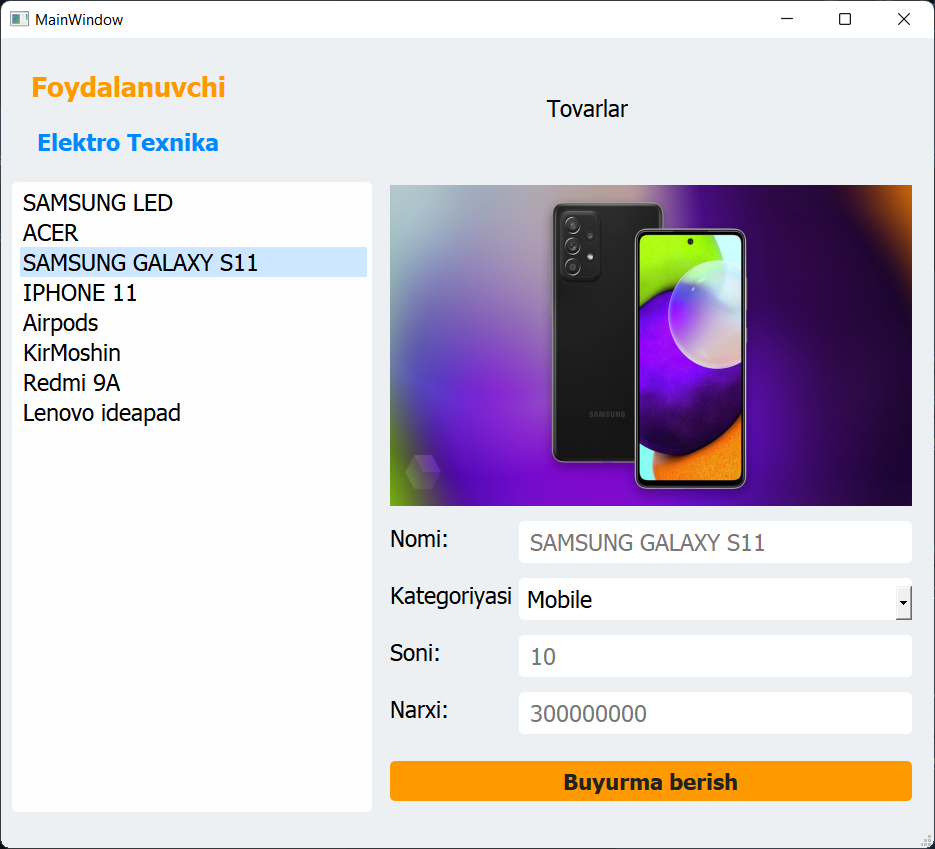 MainWindow
Foydalanuvchi
Tovarlar
Elektro Texnika
SAMSUNG LED
ACER
SAMSUNG GALAXY S11
IPHONE 11
Airpods
KirMoshin
Redmi 9A
Lenovo ideapad
SAMSUNG
Nomi: SAMSUNG GALAXY S11
Kategoriyasi Mobile
Soni: 10
Narxi: 300000000
Buyurma berish